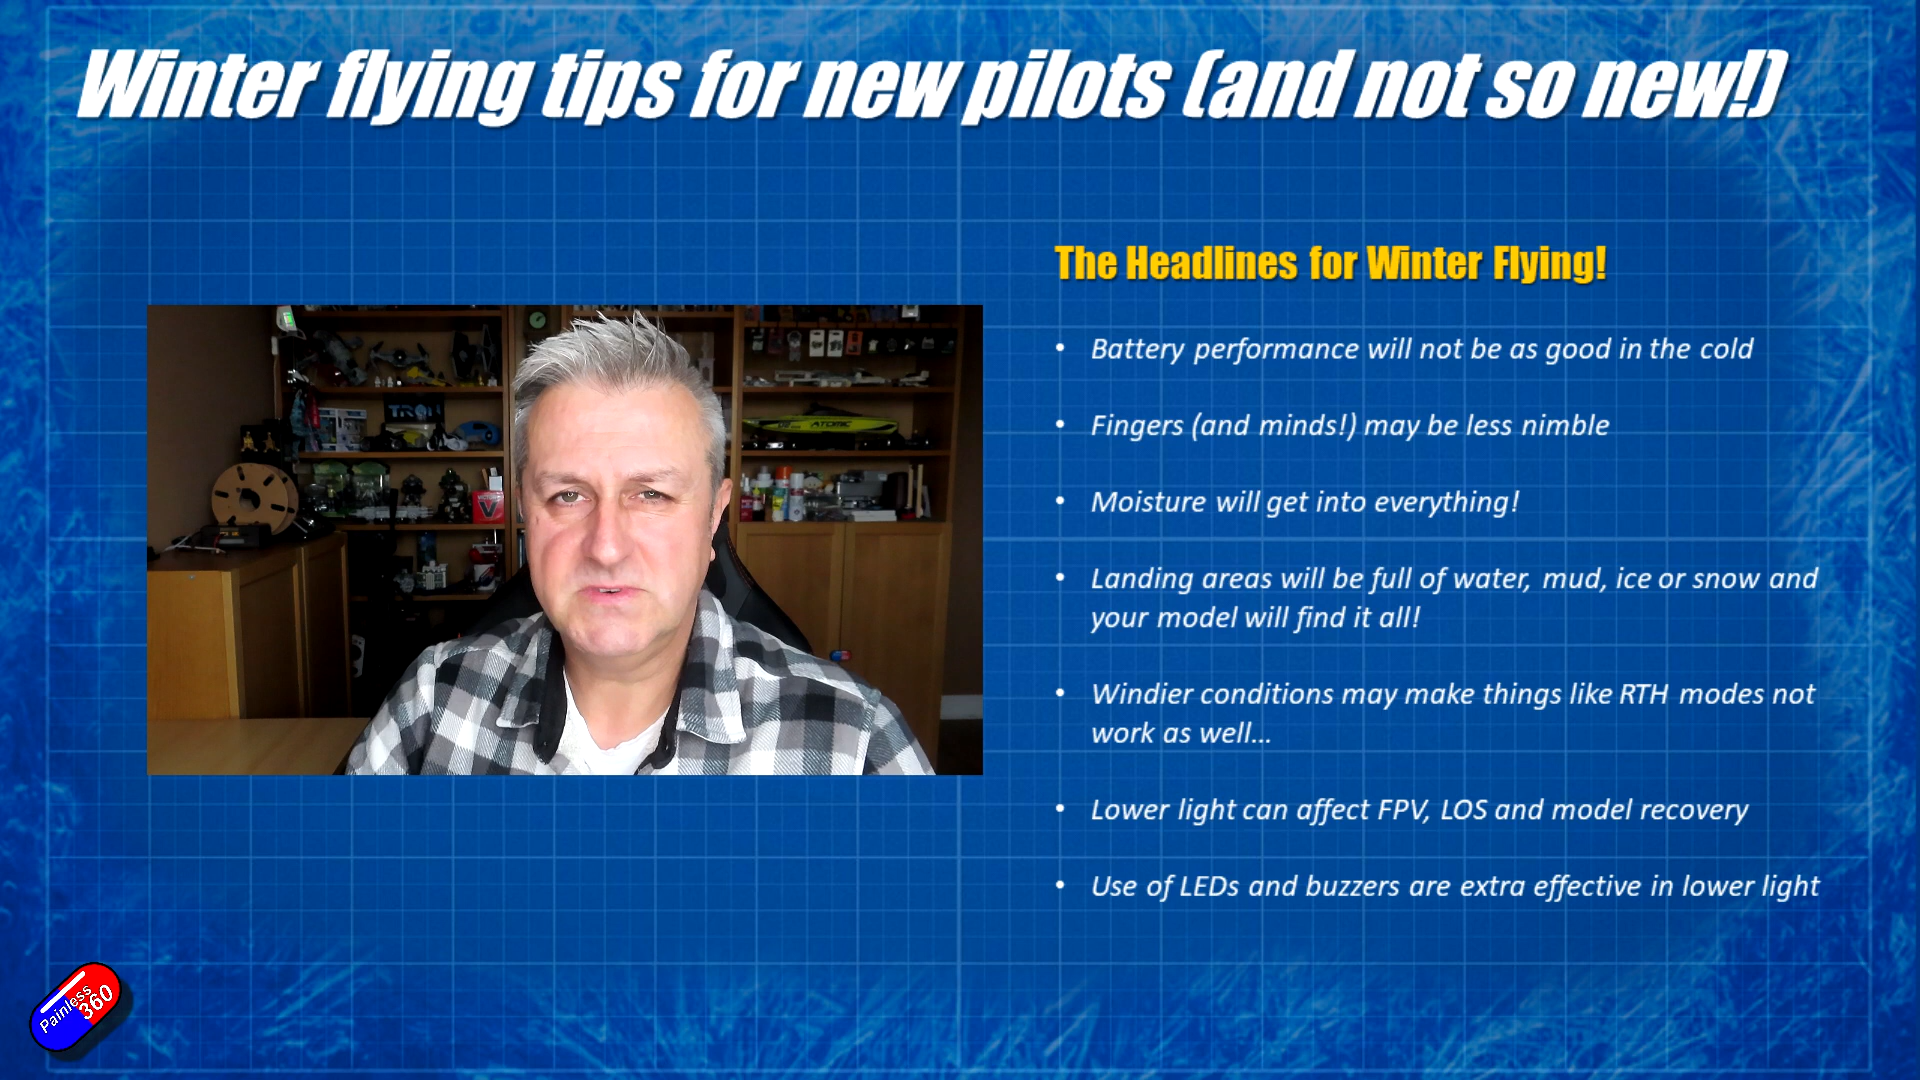 Winter flying tips for new pilots (and not so new!)
The Headlines for Winter Flying!
• Battery performance will not be as good in the cold
• Fingers (and minds!) may be less nimble
• Moisture will get into everything!
• Landing areas will be full of water, mud, ice or snow and
your model will find it all!
• Windier conditions may make things like RTH modes not
work as well...
• Lower light can affect FPV, LOS and model recovery
• Use of LEDs and buzzers are extra effective in lower light
TRON
ATOMIC
V
Painless
360